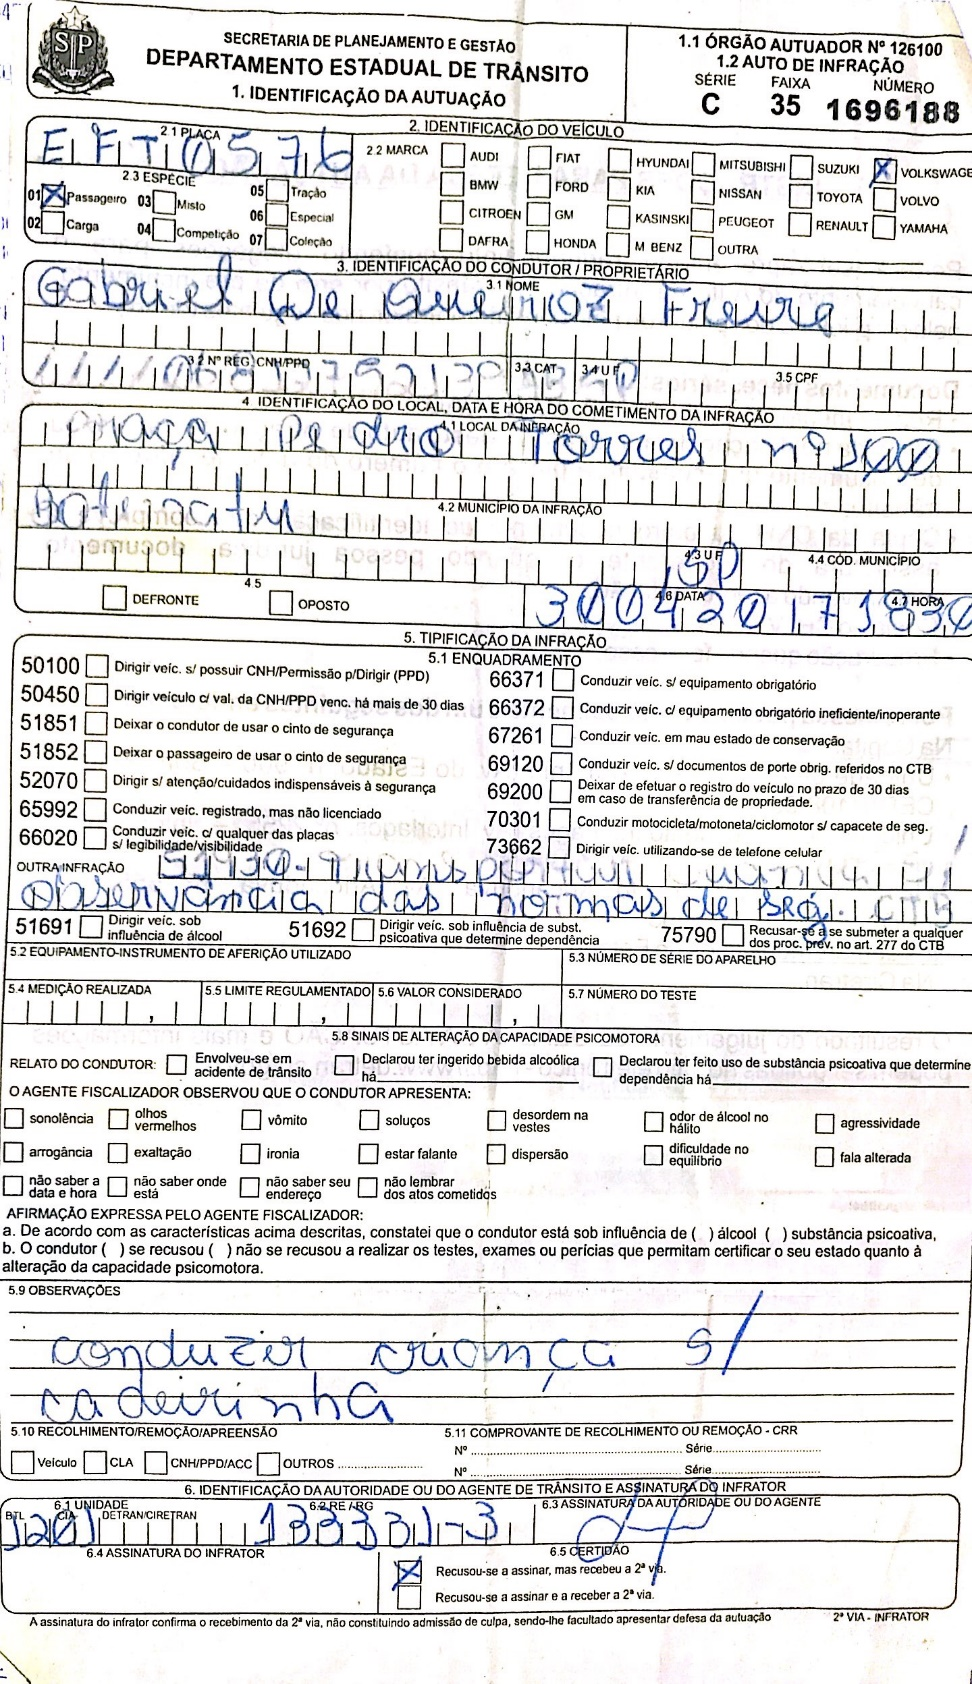 SP
SECRETARIA DE PLANEJAMENTO E GESTÃO
DEPARTAMENTO ESTADUAL DE TRÂNSITO
1. IDENTIFICAÇÃO DA AUTUAÇÃO
1.1 ÓRGÃO AUTUADOR Nº 126100
1.2 AUTO DE INFRAÇÃO
SÉRIE FAIXA NÚMERO
C 35 1696188
2. IDENTIFICAÇÃO DO VEÍCULO
2.1 PLACA
EFT0576
2.2 MARCA
AUDI FIAT HYUNDAI MITSUBISHI SUZUKI X VOLKSWAGE
BMW FORD KIA NISSAN TOYOTA VOLVO
CITROEN GM KASINSKI PEUGEOT RENAULT YAMAHA
DAFRA HONDA M BENZ OUTRA
2.3 ESPÉCIE
01 X Passageiro 03 Misto 05 Tração
02 Carga 04 Competição 06 Especial
07 Coleção
3. IDENTIFICAÇÃO DO CONDUTOR / PROPRIETÁRIO
3.1 NOME
Gabriel De Queiroz Freire
3.2 Nº REG. CNH/PPD 3.3 CAT 3.4 UF 3.5 CPF
4 IDENTIFICAÇÃO DO LOCAL, DATA E HORA DO COMETIMENTO DA INFRAÇÃO
4.1 LOCAL DA INFRAÇÃO
Praça Pedro Torres nº 100
4.2 MUNICÍPIO DA INFRAÇÃO
Botucatu
4.3 UF 4.4 CÓD. MUNICÍPIO
SP
4.5
DEFRONTE OPOSTO
4.6 DATA 4.7 HORA
30042017 1830
5. TIPIFICAÇÃO DA INFRAÇÃO
5.1 ENQUADRAMENTO
50100 Dirigir veíc. s/ possuir CNH/Permissão p/Dirigir (PPD)
50450 Dirigir veículo c/ val. da CNH/PPD venc. há mais de 30 dias
51851 Deixar o condutor de usar o cinto de segurança
51852 Deixar o passageiro de usar o cinto de segurança
52070 Dirigir s/ atenção/cuidados indispensáveis à segurança
65992 Conduzir veíc. registrado, mas não licenciado
66020 Conduzir veíc. c/ qualquer das placas s/ legibilidade/visibilidade
66371 Conduzir veíc. s/ equipamento obrigatório
66372 Conduzir veíc. c/ equipamento obrigatório ineficiente/inoperante
67261 Conduzir veíc. em mau estado de conservação
69120 Conduzir veíc. s/ documentos de porte obrig. referidos no CTB
69200 Deixar de efetuar o registro do veículo no prazo de 30 dias em caso de transferência de propriedade.
70301 Conduzir motocicleta/motoneta/ciclomotor s/ capacete de seg.
73662 Dirigir veíc. utilizando-se de telefone celular
OUTRA INFRAÇÃO 51930-
observância das normas de seg. CTB
51691 Dirigir veíc. sob influência de álcool
51692 Dirigir veíc. sob influência de subst. psicoativa que determine dependência
75790 Recusar-se a se submeter a qualquer dos proc. prev. no art. 277 do CTB
5.2 EQUIPAMENTO-INSTRUMENTO DE AFERIÇÃO UTILIZADO
5.3 NÚMERO DE SÉRIE DO APARELHO
5.4 MEDIÇÃO REALIZADA 5.5 LIMITE REGULAMENTADO 5.6 VALOR CONSIDERADO 5.7 NÚMERO DO TESTE
5.8 SINAIS DE ALTERAÇÃO DA CAPACIDADE PSICOMOTORA
RELATO DO CONDUTOR: Envolveu-se em acidente de trânsito
Declarou ter ingerido bebida alcoólica há
Declarou ter feito uso de substância psicoativa que determine dependência há
O AGENTE FISCALIZADOR OBSERVOU QUE O CONDUTOR APRESENTA:
sonolência olhos vermelhos vômito soluços desordem na vestes odor de álcool no hálito agressividade
arrogância exaltação ironia estar falante dispersão dificuldade no equilíbrio fala alterada
não saber a data e hora não saber onde está não saber seu endereço não lembrar dos atos cometidos
AFIRMAÇÃO EXPRESSA PELO AGENTE FISCALIZADOR:
a. De acordo com as características acima descritas, constatei que o condutor está sob influência de ( ) álcool ( ) substância psicoativa,
b. O condutor ( ) se recusou ( ) não se recusou a realizar os testes, exames ou perícias que permitam certificar o seu estado quanto à
alteração da capacidade psicomotora.
5.9 OBSERVAÇÕES
conduzir criança s/
cadeirinha
5.10 RECOLHIMENTO/REMOÇÃO/APREENSÃO
Veículo CLA CNH/PPD/ACC OUTROS
5.11 COMPROVANTE DE RECOLHIMENTO OU REMOÇÃO - CRR
Nº Série
Nº Série
6. IDENTIFICAÇÃO DA AUTORIDADE OU DO AGENTE DE TRÂNSITO E ASSINATURA DO INFRATOR
6.1 UNIDADE 6.2 RE / RG 6.3 ASSINATURA DA AUTORIDADE OU DO AGENTE
BTL CIA DETRAN/CIRETRAN
1201 133331-3
6.4 ASSINATURA DO INFRATOR
6.5 CERTIDÃO
X Recusou-se a assinar, mas recebeu a 2ª via.
Recusou-se a assinar e a receber a 2ª via.
A assinatura do infrator confirma o recebimento da 2ª via, não constituindo admissão de culpa, sendo-lhe facultado apresentar defesa da autuação
2ª VIA - INFRATOR